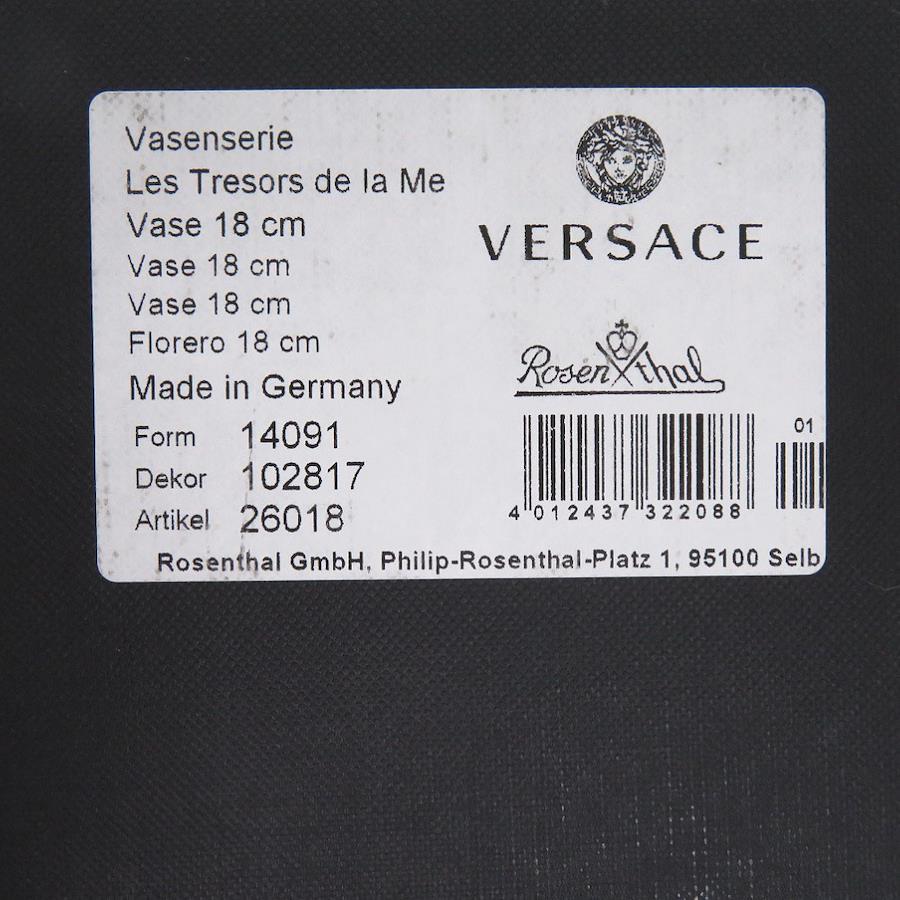 Vasenserie
Les Tresors de la Me
Vase 18 cm
Vase 18 cm
Vase 18 cm
Florero 18 cm
Made in Germany
Form 14091
Dekor 102817
Artikel 26018
VERSACE
Rosenthal
4 012437 322088
01
Rosenthal GmbH, Philip-Rosenthal-Platz 1, 95100 Selb